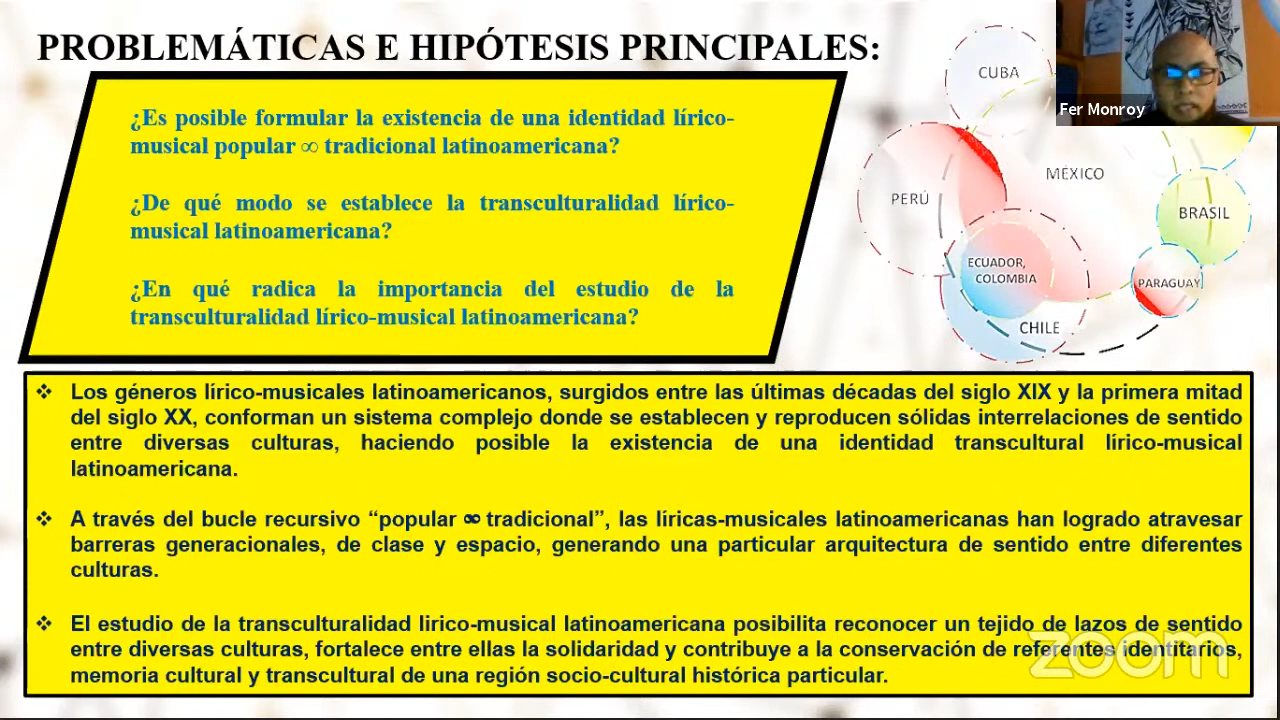 PROBLEMÁTICAS E HIPÓTESIS PRINCIPALES:
¿Es posible formular la existencia de una identidad lírico-
musical popular ∞ tradicional latinoamericana?
¿De qué modo se establece la transculturalidad lírico-
musical latinoamericana?
¿En qué radica la importancia del estudio de la
transculturalidad lírico-musical latinoamericana?
CUBA
Fer Monroy
MÉXICO
PERÚ
BRASIL
ECUADOR,
COLOMBIA
PARAGUAY
CHILE
❖ Los géneros lírico-musicales latinoamericanos, surgidos entre las últimas décadas del siglo XIX y la primera mitad
del siglo XX, conforman un sistema complejo donde se establecen y reproducen sólidas interrelaciones de sentido
entre diversas culturas, haciendo posible la existencia de una identidad transcultural lírico-musical
latinoamericana.
❖ A través del bucle recursivo “popular ∞ tradicional”, las líricas-musicales latinoamericanas han logrado atravesar
barreras generacionales, de clase y espacio, generando una particular arquitectura de sentido entre diferentes
culturas.
❖ El estudio de la transculturalidad lirico-musical latinoamericana posibilita reconocer un tejido de lazos de sentido
entre diversas culturas, fortalece entre ellas la solidaridad y contribuye a la conservación de referentes identitarios,
memoria cultural y transcultural de una región socio-cultural histórica particular.
zoom